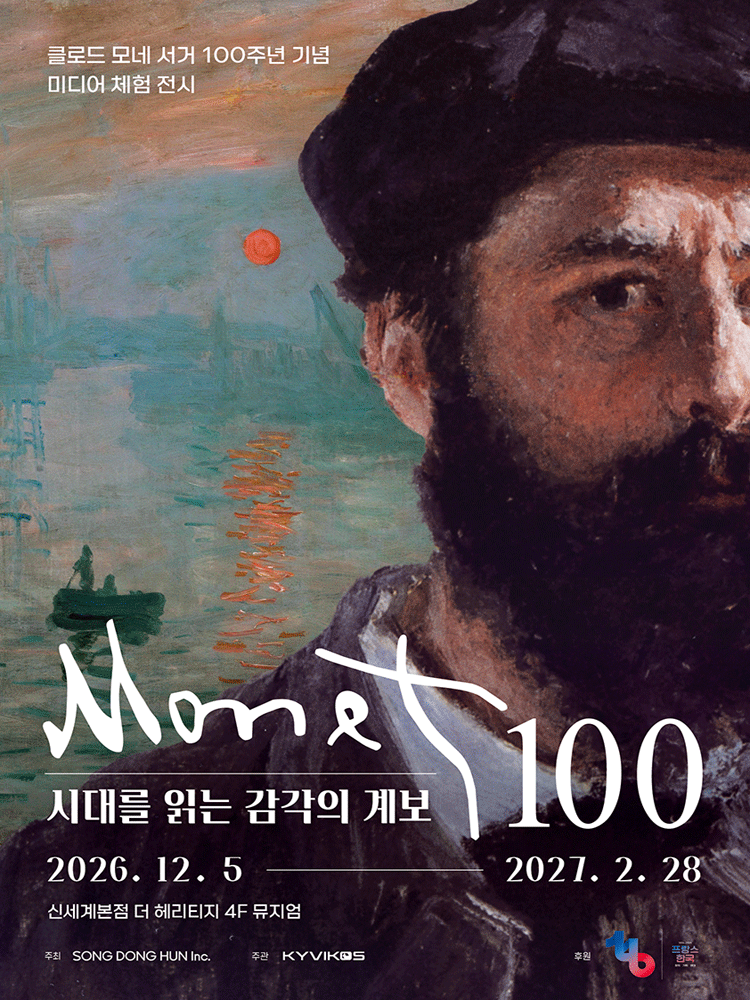 클로드 모네 서거 100주년 기념
미디어 체험 전시
Monet 100
시대를 읽는 감각의 계보
2026. 12. 5 2027. 2. 28
신세계본점 더 헤리티지 4F 뮤지엄
주최 SONG DONG HUN Inc. 주관 KYVIKOS 후원 140 프랑스
한국